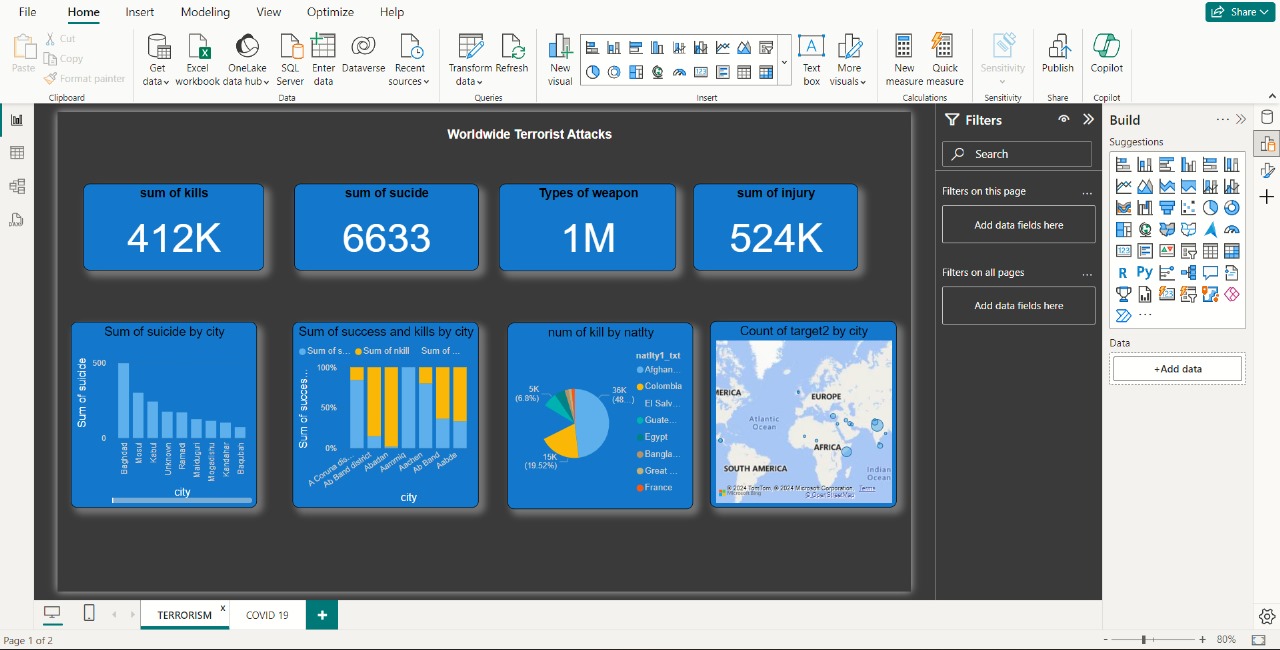 File Home Insert Modeling View Optimize Help
Share
Paste
Cut
Copy
Format painter
Get data
Excel workbook
OneLake data hub
SQL Server
Enter data
Dataverse
Recent sources
Transform data
Refresh
New visual
Text box
More visuals
New measure
Quick measure
Sensitivity
Publish
Copilot
Clipboard
Data
Queries
Insert
Calculations
Sensitivity
Share
Copilot
Worldwide Terrorist Attacks
sum of kills
412K
sum of sucide
6633
Types of weapon
1M
sum of injury
524K
Sum of suicide by city
Sum of suicide
500
0
Baghdad
Mosul
Kabul
Unknown
Ramadi
Maiduguri
Mogadishu
Kandahar
Baqubah
city
Sum of success and kills by city
Sum of s... Sum of nkill Sum of ...
Sum of succes...
100%
50%
0%
A Coruna dis...
Ab Band district
Abadan
Aammiq
Aachen
Ab Band
Aabde
city
num of kill by natlty
natlty1_txt
Afghan...
Colombia
El Salv...
Guate...
Egypt
Bangla...
Great ...
France
5K
(6.8%)
36K
(48...)
15K
(19.52%)
Count of target2 by city
MERICA
EUROPE
Atlantic
Ocean
AFRICA
SOUTH AMERICA
Indian
Ocean
© 2024 TomTom, © 2024 Microsoft Corporation Terms
Microsoft Bing
© OpenStreetMap
Filters
Search
Filters on this page ...
Add data fields here
Filters on all pages ...
Add data fields here
Build ...
Suggestions
123
R Py
123
...
Data
+Add data
TERRORISM x
COVID 19
+
Page 1 of 2
- + 80%